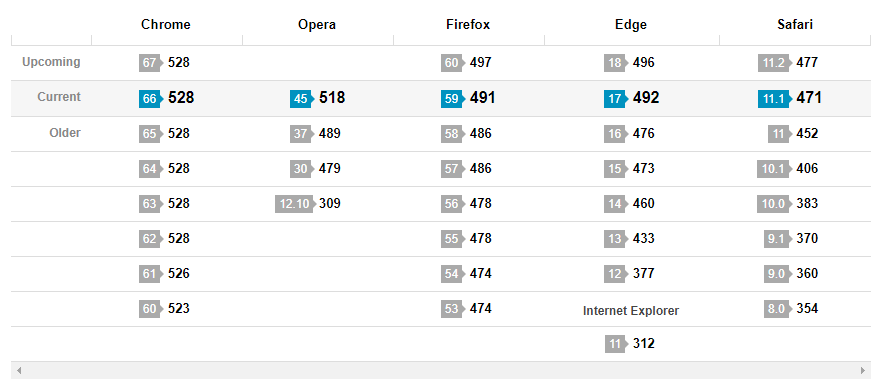 Chrome Opera Firefox Edge Safari
Upcoming 67 528 60 497 18 496 11.2 477
Current 66 528 45 518 59 491 17 492 11.1 471
Older 65 528 37 489 58 486 16 476 11 452
64 528 30 479 57 486 15 473 10.1 406
63 528 12.10 309 56 478 14 460 10.0 383
62 528 55 478 13 433 9.1 370
61 526 54 474 12 377 9.0 360
60 523 53 474 Internet Explorer 8.0 354
11 312